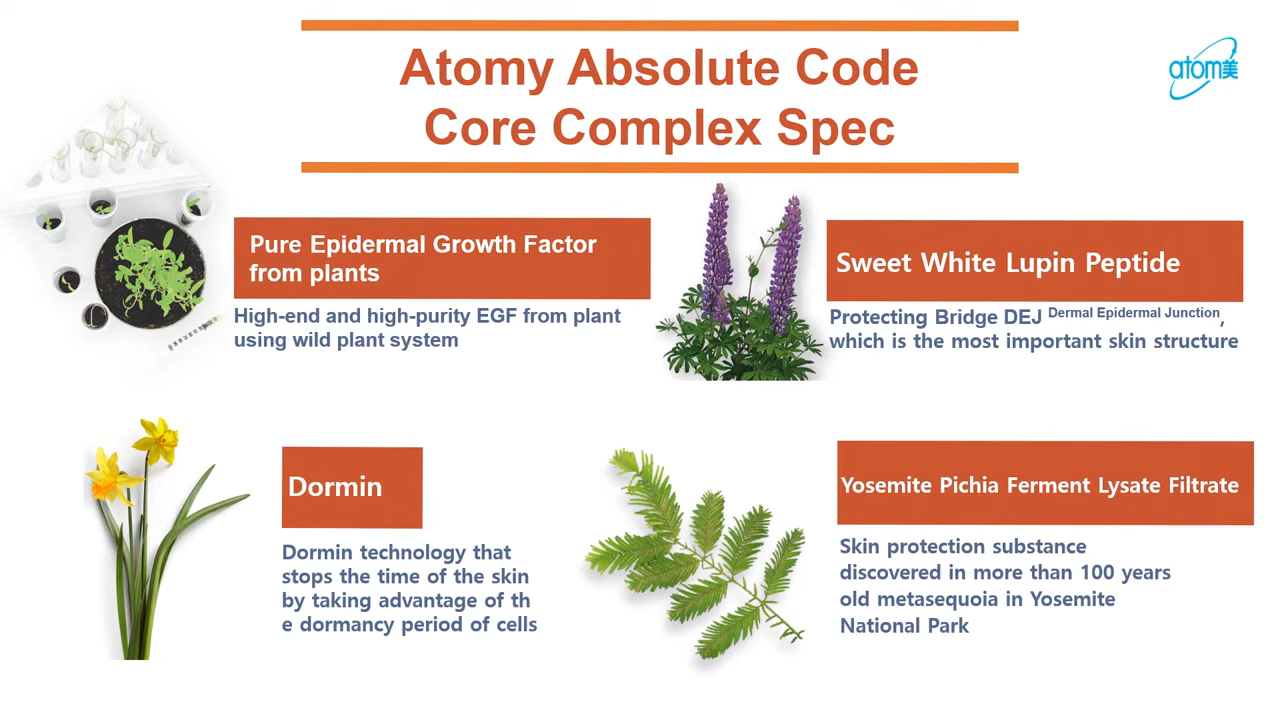 Atomy Absolute Code
Core Complex Spec
atom美
Pure Epidermal Growth Factor
from plants
High-end and high-purity EGF from plant
using wild plant system
Sweet White Lupin Peptide
Protecting Bridge DEJ Dermal Epidermal Junction,
which is the most important skin structure
Dormin
Dormin technology that
stops the time of the skin
by taking advantage of th
e dormancy period of cells
Yosemite Pichia Ferment Lysate Filtrate
Skin protection substance
discovered in more than 100 years
old metasequoia in Yosemite
National Park